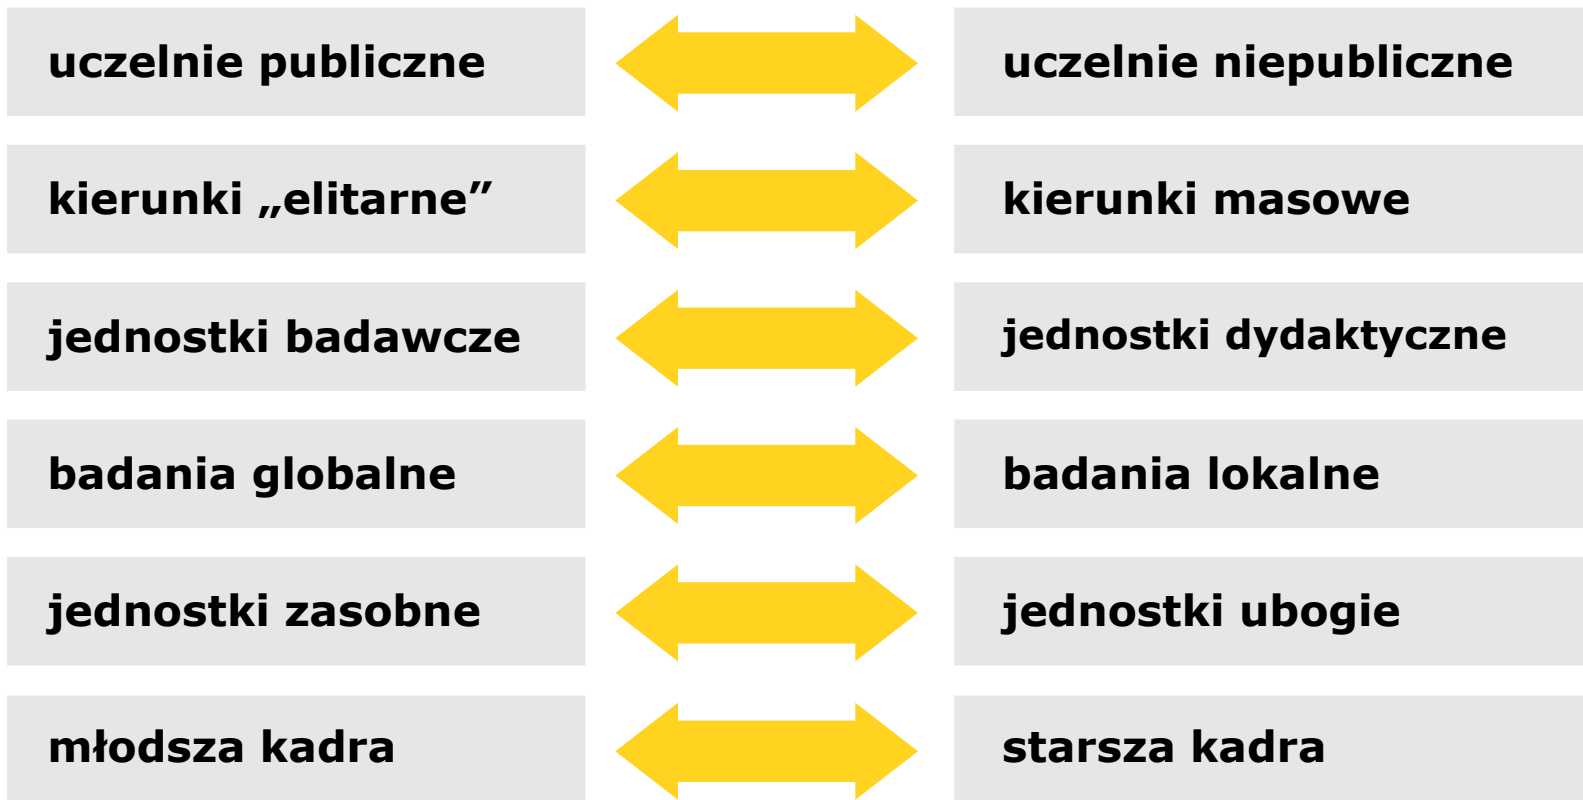 uczelnie publiczne
uczelnie niepubliczne
kierunki „elitarne”
kierunki masowe
jednostki badawcze
jednostki dydaktyczne
badania globalne
badania lokalne
jednostki zasobne
jednostki ubogie
młodsza kadra
starsza kadra